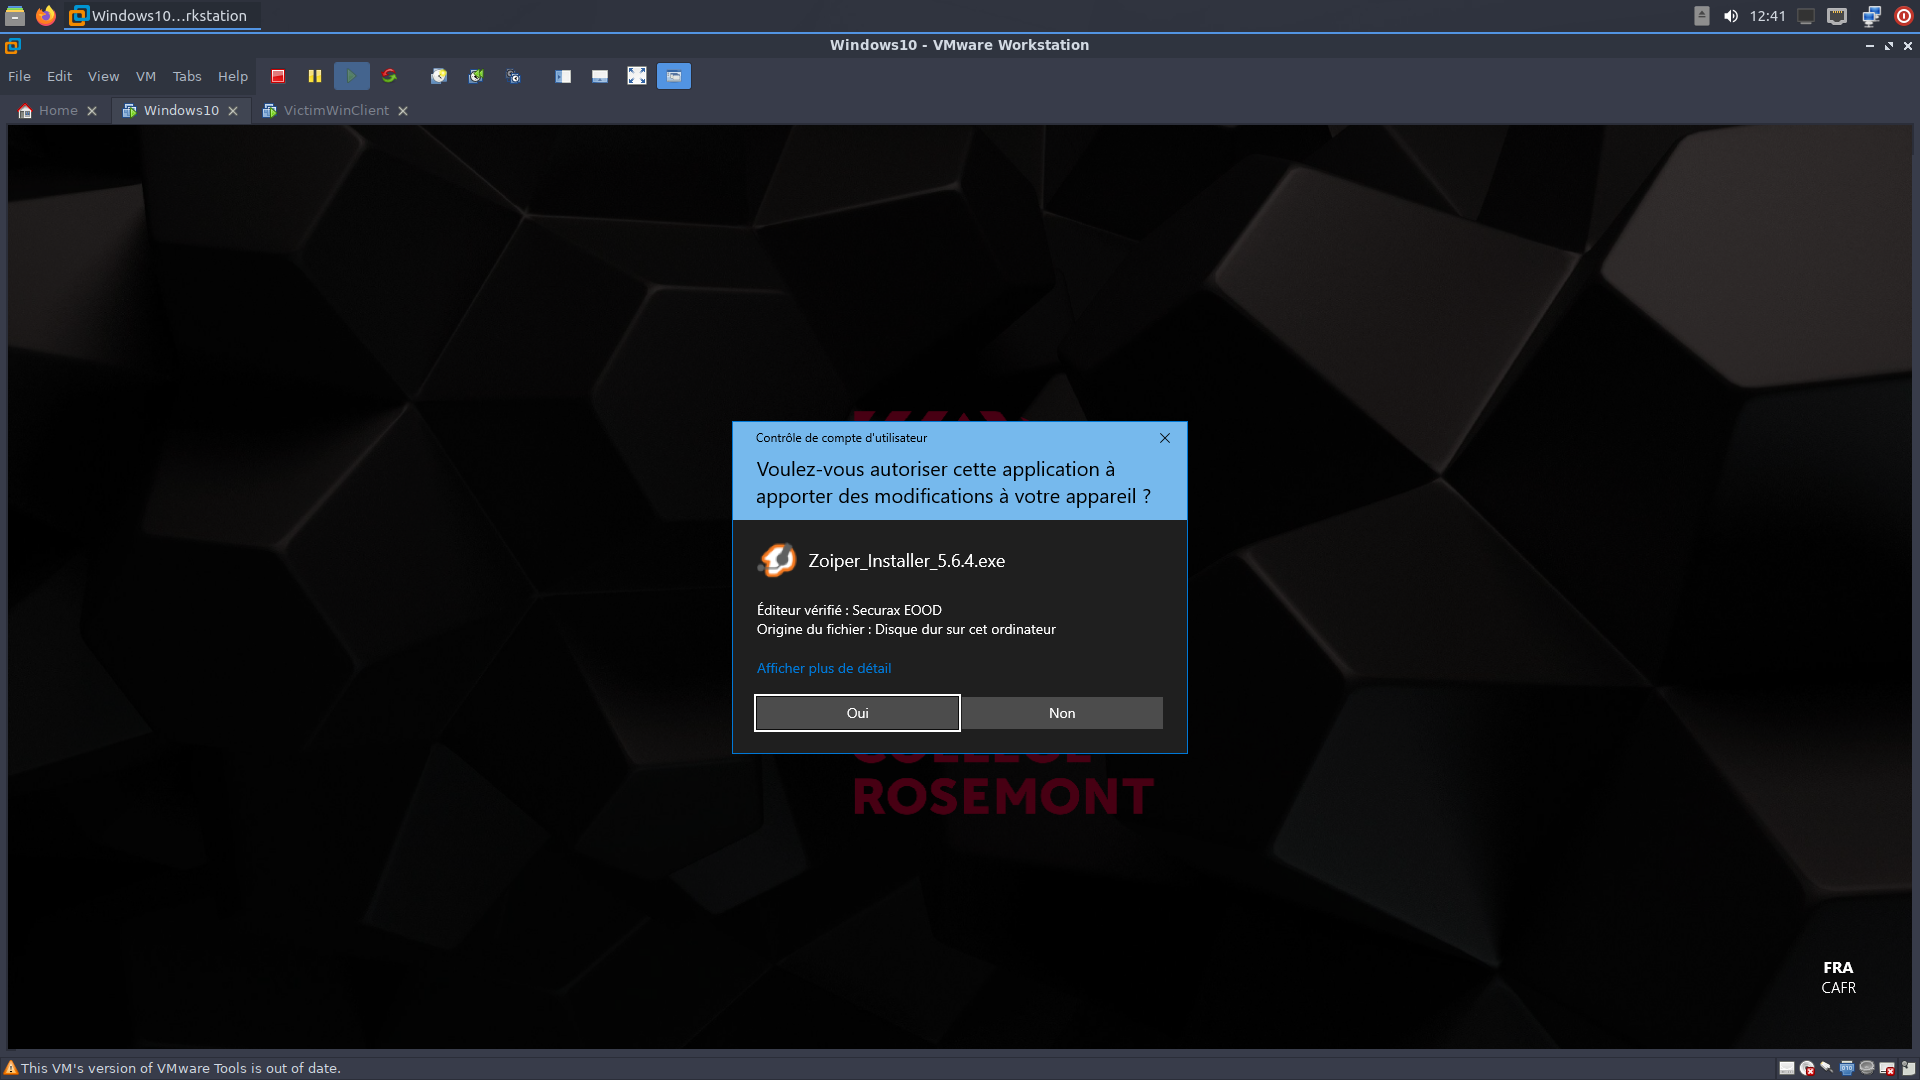 Windows10...rkstation
12:41
Windows10 - VMware Workstation
File Edit View VM Tabs Help
Home Windows10 VictimWinClient
Contrôle de compte d'utilisateur
Voulez-vous autoriser cette application à
apporter des modifications à votre appareil ?
Zoiper_Installer_5.6.4.exe
Éditeur vérifié : Securax EOOD
Origine du fichier : Disque dur sur cet ordinateur
Afficher plus de détail
Oui Non
ROSEMONT
FRA
CAFR
This VM's version of VMware Tools is out of date.